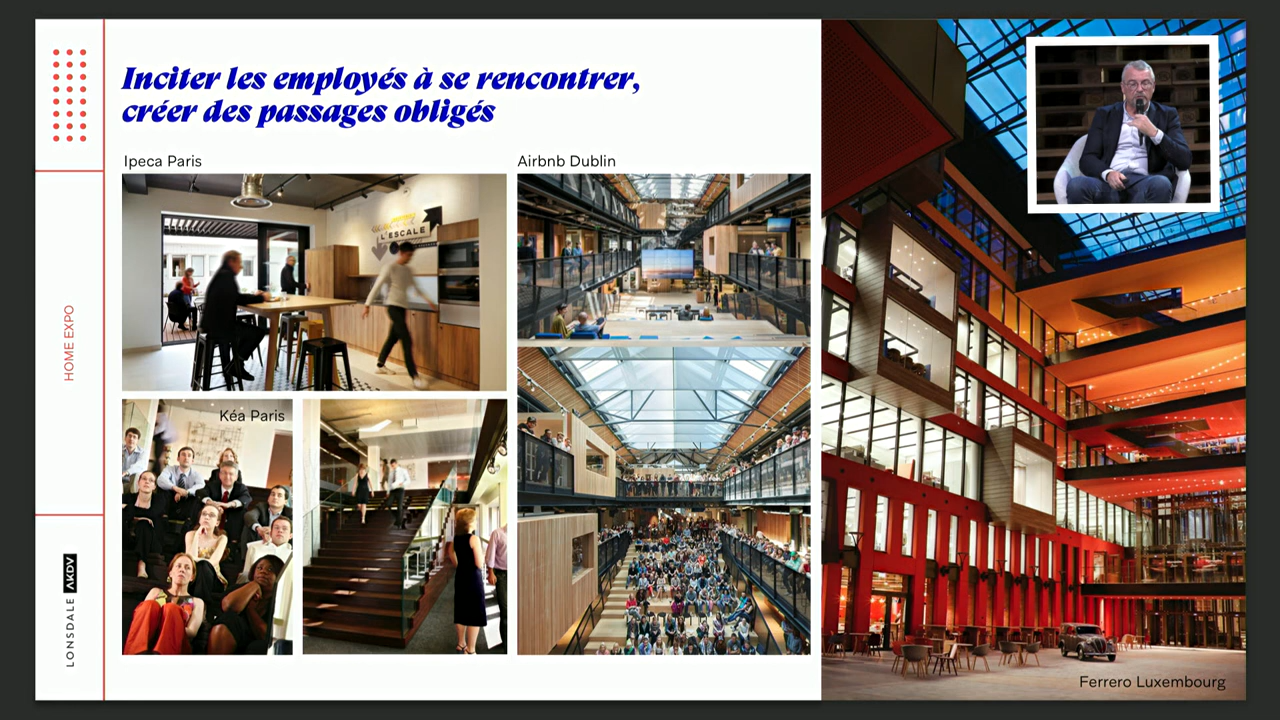 Inciter les employés à se rencontrer,
créer des passages obligés
Ipeca Paris
Airbnb Dublin
L'ESCALE
Kéa Paris
HOME EXPO
LONSDALE AKDV
Ferrero Luxembourg